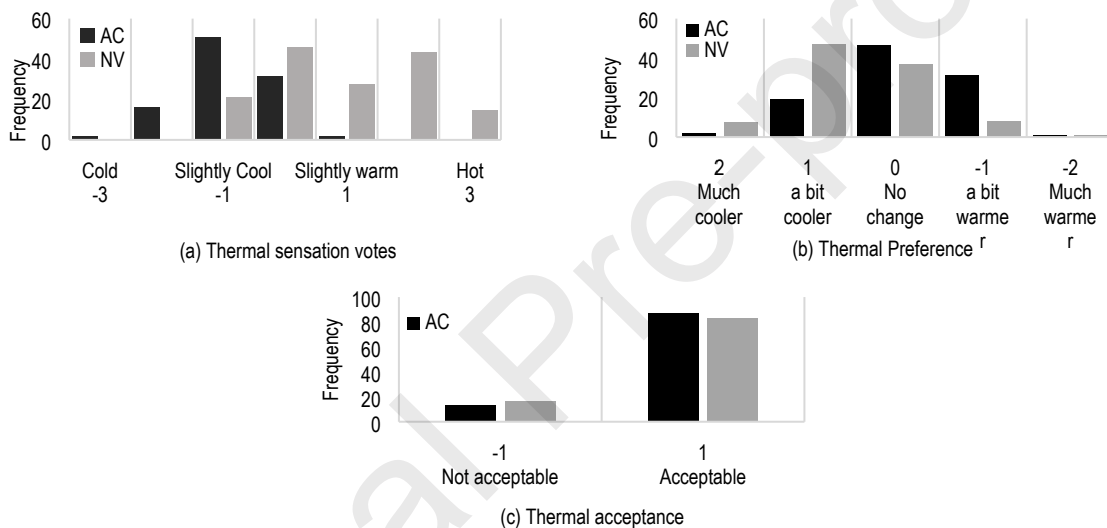 60
40
20
0
Frequency
AC
NV
Cold Slightly Cool Slightly warm Hot
-3 -1 1 3
(a) Thermal sensation votes
60
40
20
0
Frequency
AC
NV
2 1 0 -1 -2
Much a bit No a bit Much
cooler cooler change warme warme
r r
(b) Thermal Preference
100
80
60
40
20
0
Frequency
AC
-1 1
Not acceptable Acceptable
(c) Thermal acceptance
al Pre-pro